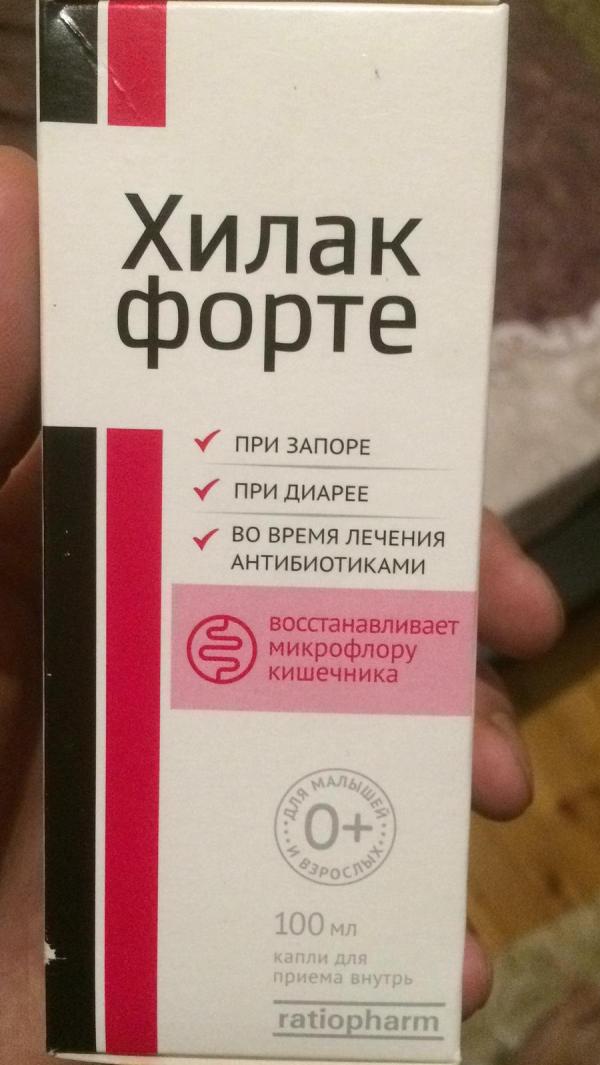 Хилак
форте
ПРИ ЗАПОРЕ
ПРИ ДИАРЕЕ
ВО ВРЕМЯ ЛЕЧЕНИЯ
АНТИБИОТИКАМИ
восстанавливает
микрофлору
кишечника
ДЛЯ МАЛЫШЕЙ
0+
И ВЗРОСЛЫХ
100 мл
капли для
приема внутрь
ratiopharm